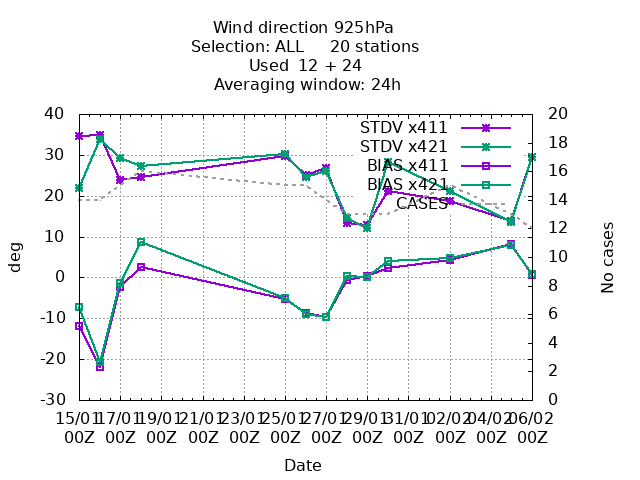 Wind direction 925hPa
Selection: ALL 20 stations
Used 12 + 24
Averaging window: 24h
40
30
20
10
0
-10
-20
-30
deg
20
18
16
14
12
10
8
6
4
2
0
No cases
STDV x411
STDV x421
BIAS x411
BIAS x421
CASES
15/01 17/01 19/01 21/01 23/01 25/01 27/01 29/01 31/01 02/02 04/02 06/02
00Z 00Z 00Z 00Z 00Z 00Z 00Z 00Z 00Z 00Z 00Z 00Z
Date